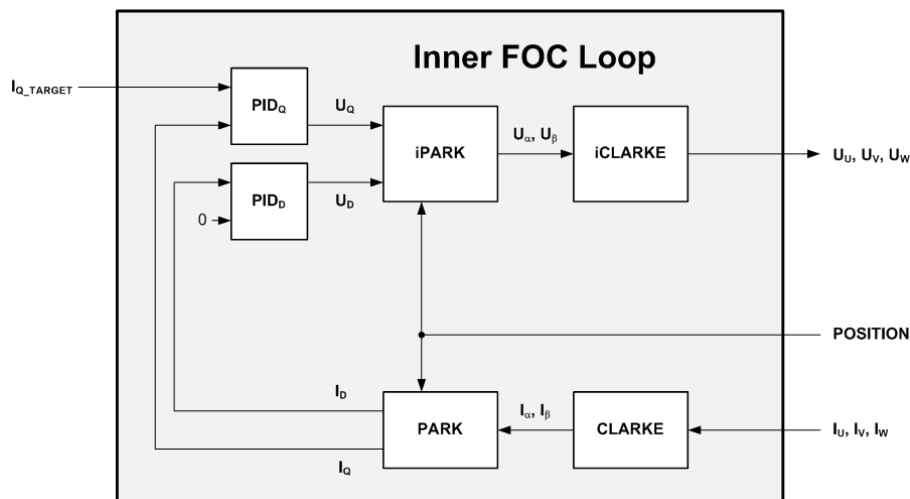 Inner FOC Loop
I_Q_TARGET
PID_Q
U_Q
iPARK
U_α, U_β
iCLARKE
U_U, U_V, U_W
PID_D
U_D
0
POSITION
I_D
PARK
I_α, I_β
CLARKE
I_U, I_V, I_W
I_Q